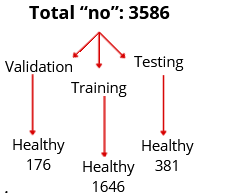 Total “no”: 3586
Validation
Training
Testing
Healthy
176
Healthy
1646
Healthy
381
.